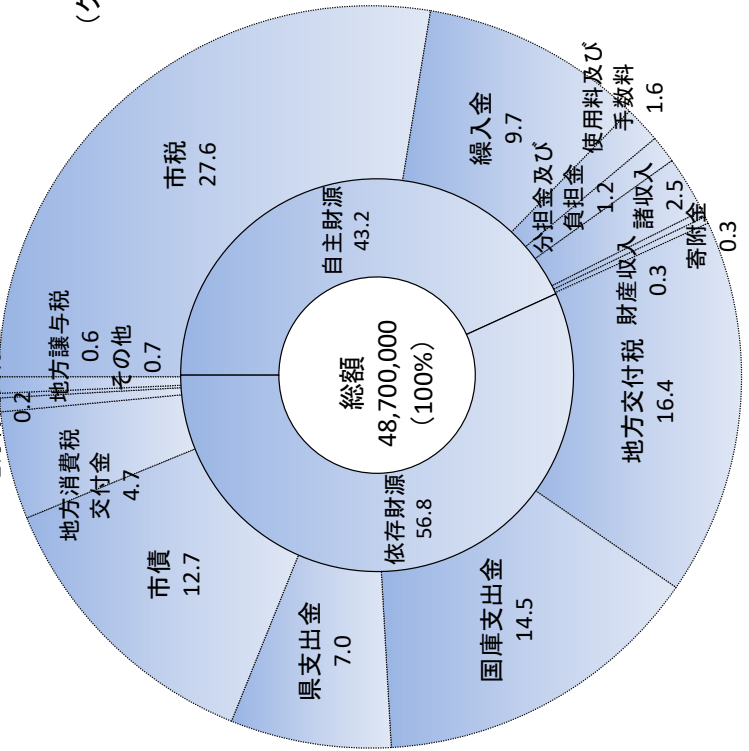 （グ
市税
27.6
繰入金
9.7
使用料及び
手数料
1.6
分担金及び
負担金
1.2
諸収入
2.5
寄附金
0.3
財産収入
0.3
自主財源
43.2
総額
48,700,000
（100%）
依存財源
56.8
地方交付税
16.4
国庫支出金
14.5
県支出金
7.0
市債
12.7
地方消費税
交付金
4.7
0.2
地方譲与税
0.6
その他
0.7